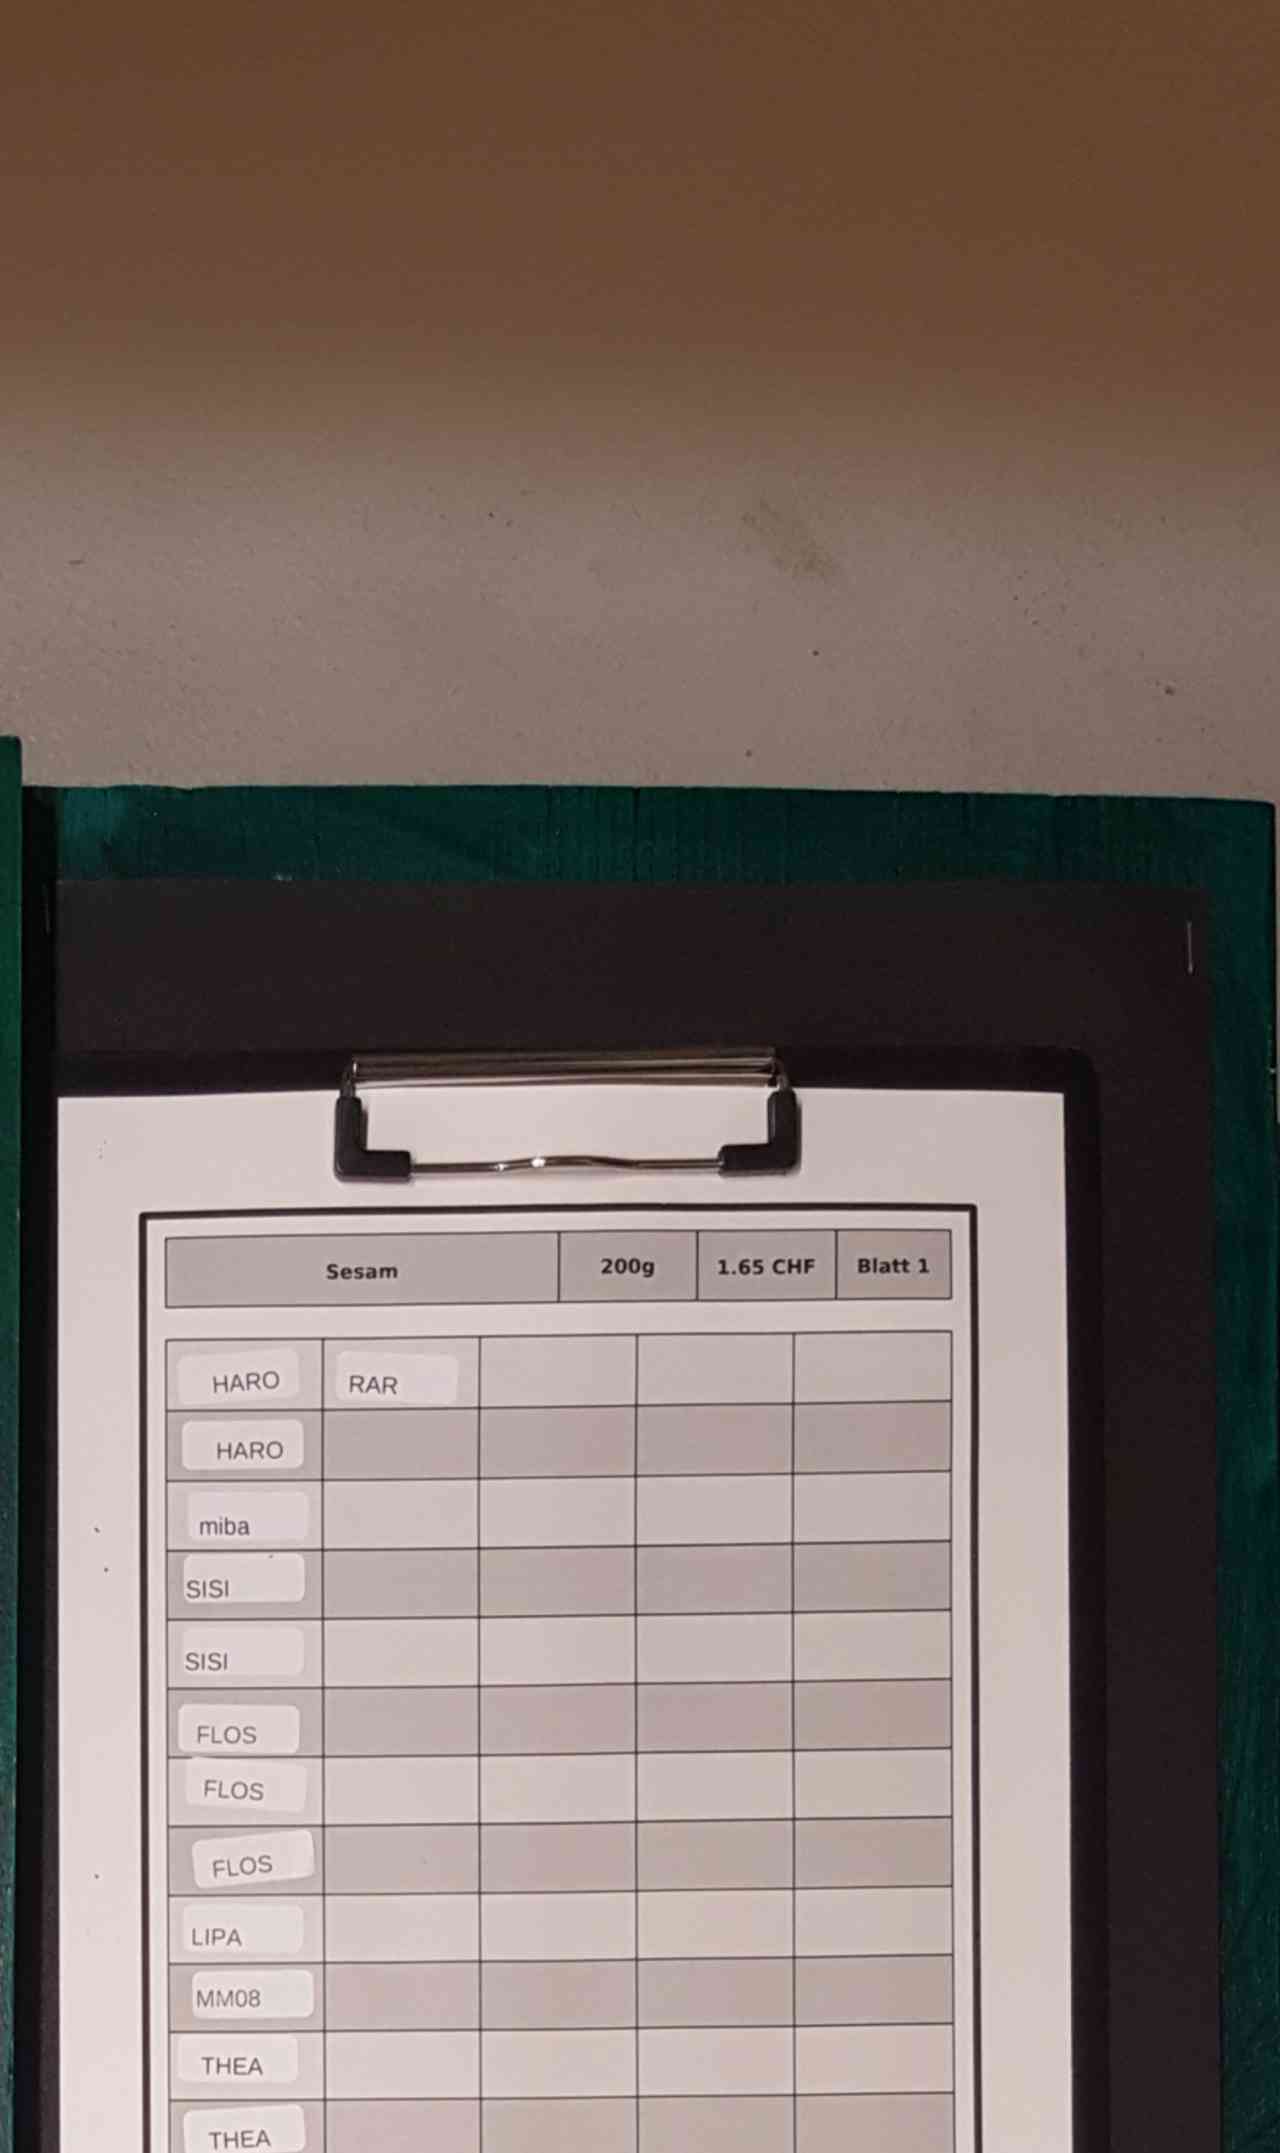 Sesam 200g 1.65 CHF Blatt 1
HARO RAR
HARO
miba
SISI
SISI
FLOS
FLOS
FLOS
LIPA
MM08
THEA
THEA